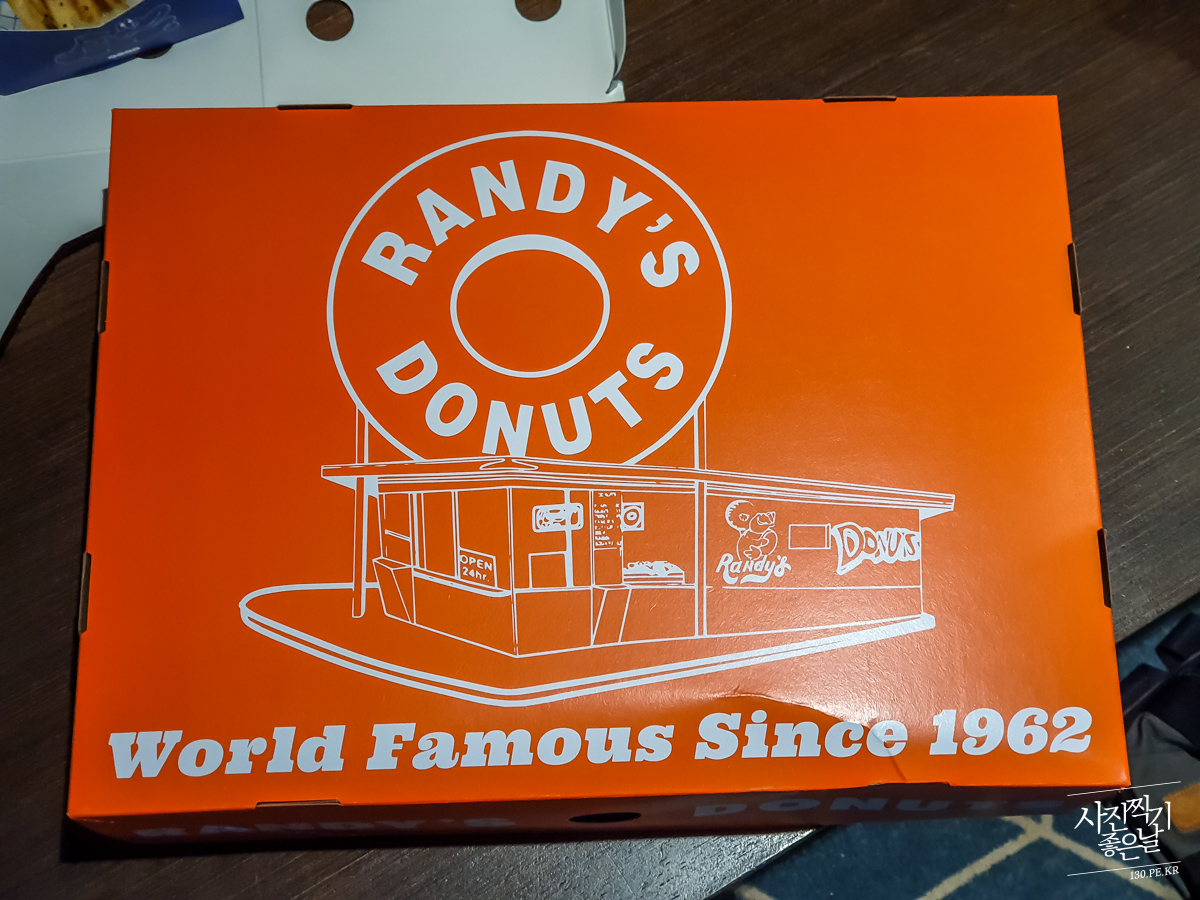 RANDY'S
DONUTS
OPEN
24hr.
Randy's
DONUTS
World Famous Since 1962
RANDY'S DONUTS
사진찍기
좋은날
130.PE.KR